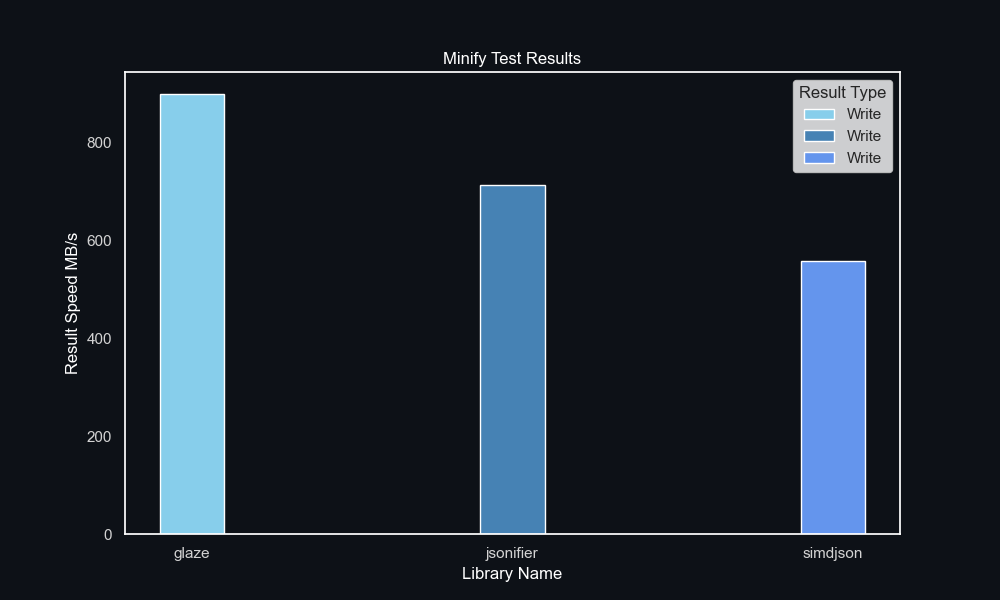 Minify Test Results
Result Type
Write
Write
Write
800
600
400
200
0
Result Speed MB/s
glaze
jsonifier
simdjson
Library Name